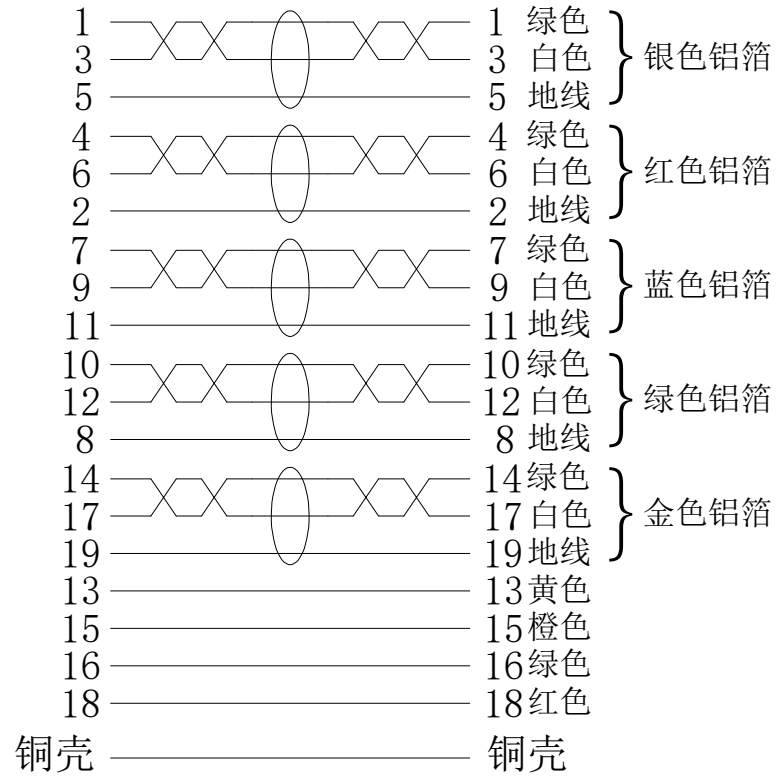 1 1 绿色
3 3 白色 银色铝箔
5 5 地线
4 4 绿色
6 6 白色 红色铝箔
2 2 地线
7 7 绿色
9 9 白色 蓝色铝箔
11 11 地线
10 10 绿色
12 12 白色 绿色铝箔
8 8 地线
14 14 绿色
17 17 白色 金色铝箔
19 19 地线
13 13 黄色
15 15 橙色
16 16 绿色
18 18 红色
铜壳 铜壳